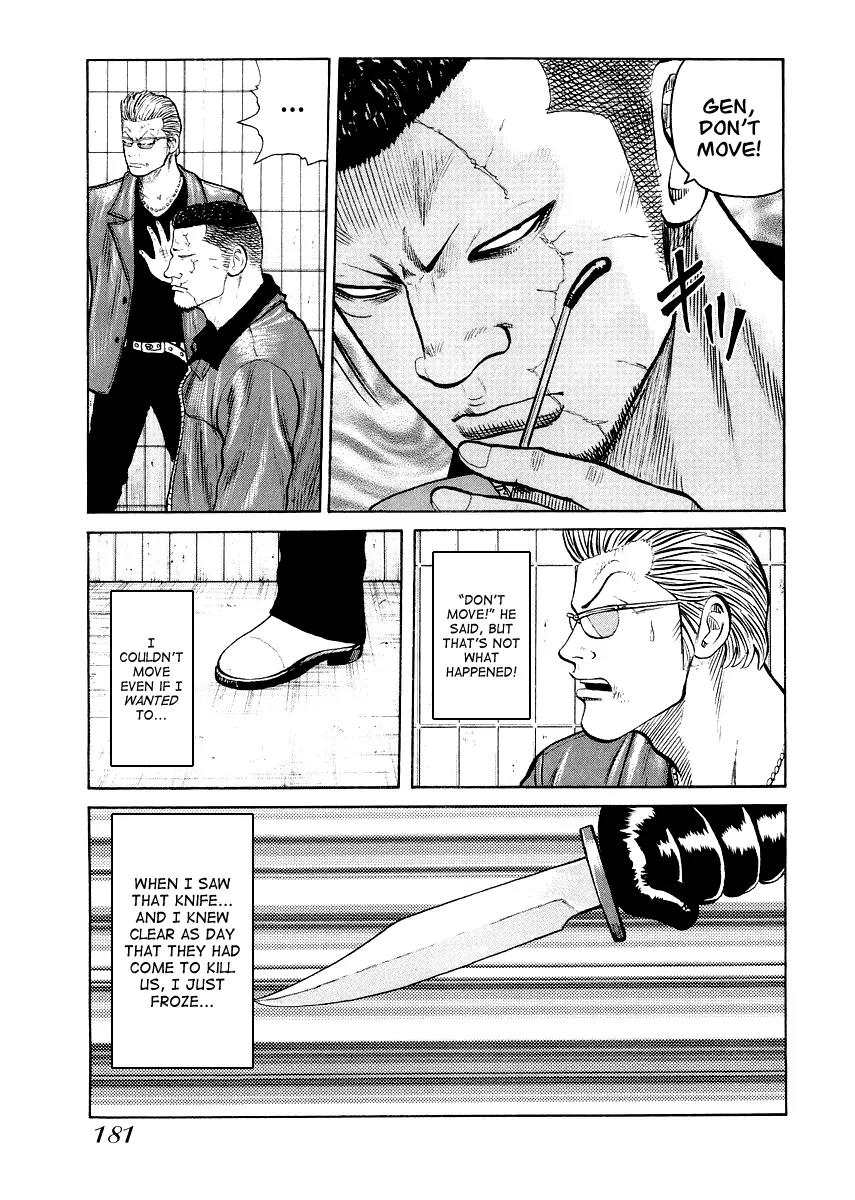 GEN,
DON'T
MOVE!
...
"DON'T
MOVE!" HE
SAID, BUT
THAT'S NOT
WHAT
HAPPENED!
I
COULDN'T
MOVE
EVEN IF I
WANTED
TO...
WHEN I SAW
THAT KNIFE...
AND I KNEW
CLEAR AS DAY
THAT THEY HAD
COME TO KILL
US, I JUST
FROZE...
181